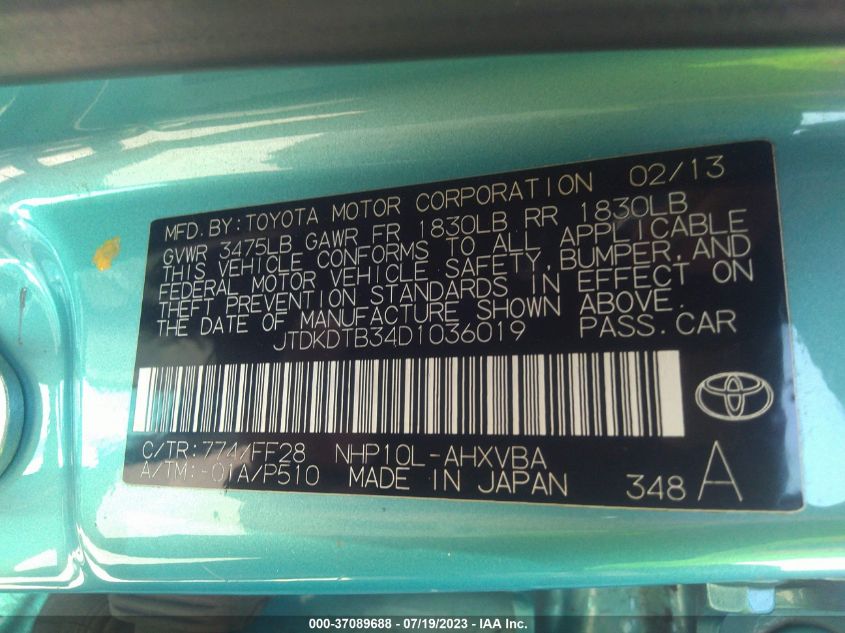 MFD. BY: TOYOTA MOTOR CORPORATION 02/13
GVWR 3475LB GAWR FR 1830LB RR 1830LB
THIS VEHICLE CONFORMS TO ALL APPLICABLE
FEDERAL MOTOR VEHICLE SAFETY, BUMPER, AND
THEFT PREVENTION STANDARDS IN EFFECT ON
THE DATE OF MANUFACTURE SHOWN ABOVE.
JTDKDTB34D1036019 PASS. CAR
C/TR: 774/FF28 NHP10L-AHXVBA
A/TM: -01A/P510 MADE IN JAPAN 348 A
000-37089688 - 07/19/2023 - IAA Inc.